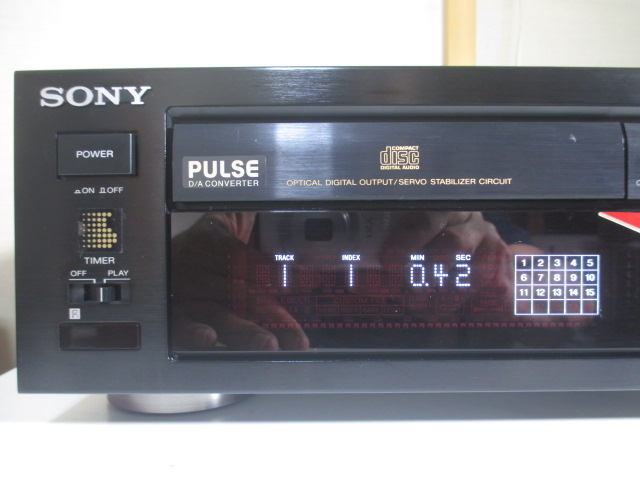 SONY
POWER
ON OFF
TIMER
OFF PLAY
PULSE
D/A CONVERTER
COMPACT
disc
DIGITAL AUDIO
OPTICAL DIGITAL OUTPUT/SERVO STABILIZER CIRCUIT
TRACK INDEX MIN SEC
1 1 0.42
1 2 3 4 5
6 7 8 9 10
11 12 13 14 15